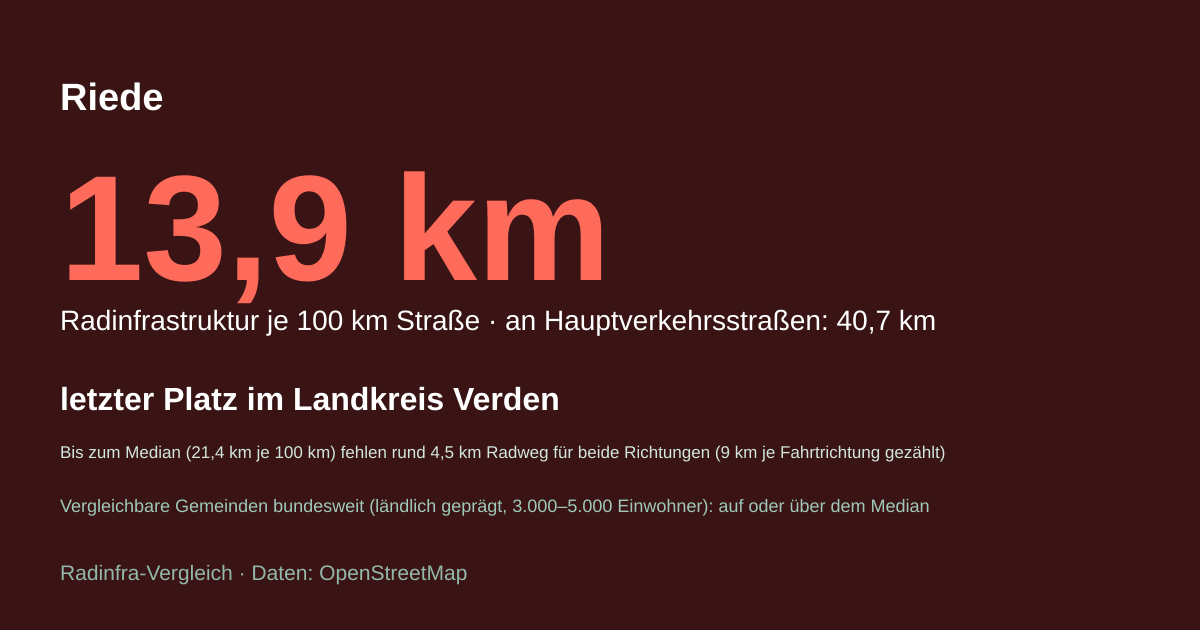 Riede
13,9 km
Radinfrastruktur je 100 km Straße · an Hauptverkehrsstraßen: 40,7 km
letzter Platz im Landkreis Verden
Bis zum Median (21,4 km je 100 km) fehlen rund 4,5 km Radweg für beide Richtungen (9 km je Fahrtrichtung gezählt)
Vergleichbare Gemeinden bundesweit (ländlich geprägt, 3.000–5.000 Einwohner): auf oder über dem Median
Radinfra-Vergleich · Daten: OpenStreetMap